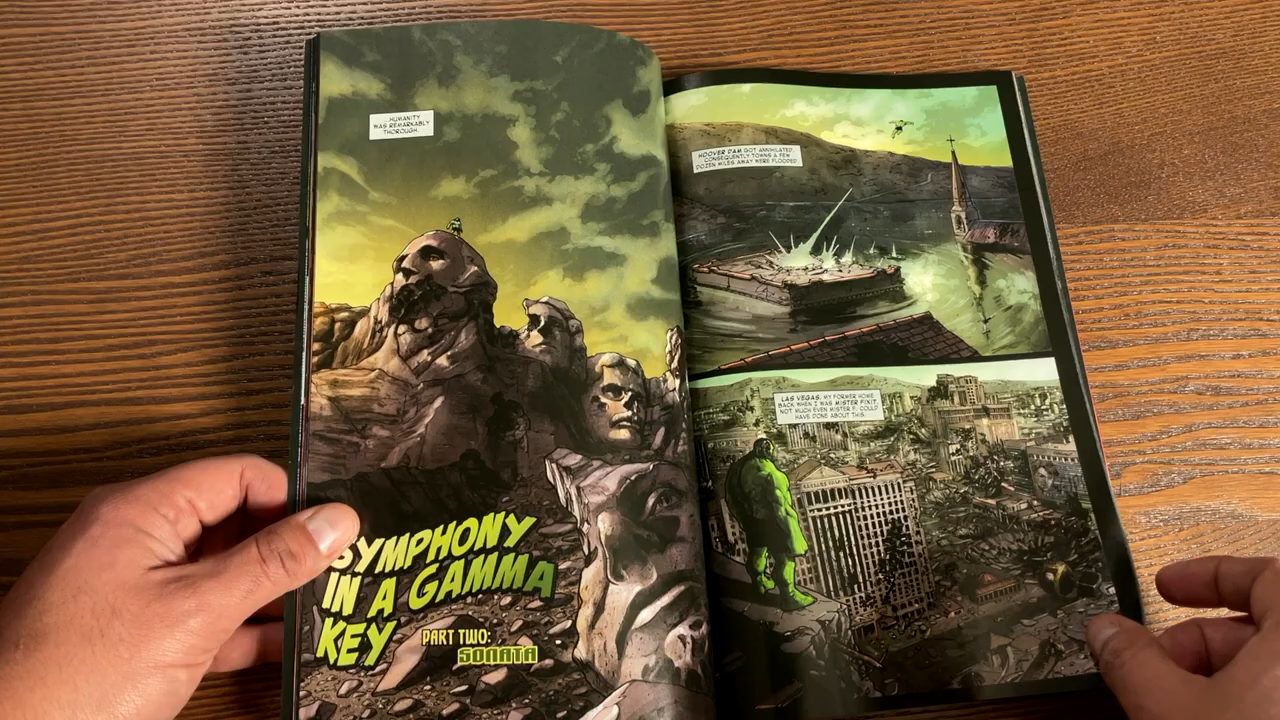 ...HUMANITY
WAS REMARKABLY
THOROUGH.
SYMPHONY
IN A GAMMA
KEY
PART TWO:
SONATA
HOOVER DAM GOT ANNIHILATED.
CONSEQUENTLY TOWNS A FEW
DOZEN MILES AWAY WERE FLOODED.
LAS VEGAS. MY FORMER HOME
BACK WHEN I WAS MISTER FIXIT.
NOT MUCH EVEN MISTER F. COULD
HAVE DONE ABOUT THIS.